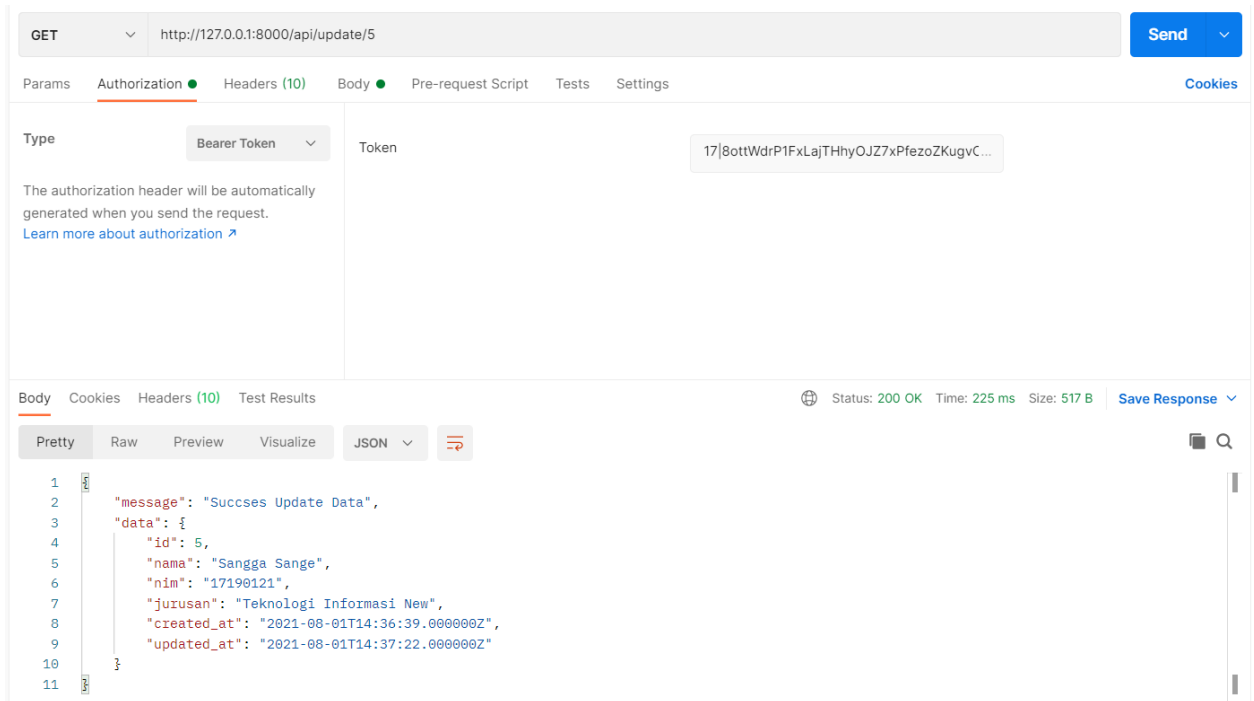 GET http://127.0.0.1:8000/api/update/5 Send
Params Authorization Headers (10) Body Pre-request Script Tests Settings Cookies
Type Bearer Token Token 17|8ottWdrP1FxLajTHhyOJZ7xPfezoZKugvC...
The authorization header will be automatically
generated when you send the request.
Learn more about authorization ↗
Body Cookies Headers (10) Test Results Status: 200 OK Time: 225 ms Size: 517 B Save Response
Pretty Raw Preview Visualize JSON
1 {
2 "message": "Succses Update Data",
3 "data": {
4 "id": 5,
5 "nama": "Sangga Sange",
6 "nim": "17190121",
7 "jurusan": "Teknologi Informasi New",
8 "created_at": "2021-08-01T14:36:39.000000Z",
9 "updated_at": "2021-08-01T14:37:22.000000Z"
10 }
11 }